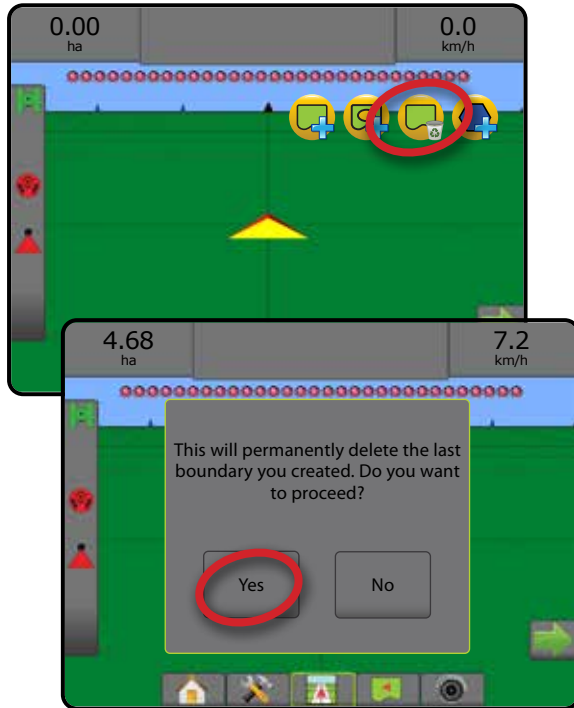 0.00
ha
0.0
km/h
4.68
ha
7.2
km/h
This will permanently delete the last
boundary you created. Do you want
to proceed?
Yes
No